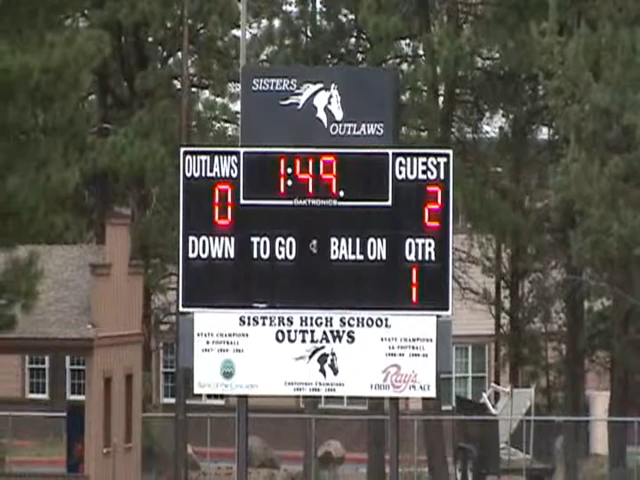 SISTERS
OUTLAWS
OUTLAWS 1:49. GUEST
DAKTRONICS
0 2
DOWN TO GO BALL ON QTR
1
SISTERS HIGH SCHOOL
OUTLAWS
STATE CHAMPIONS
FOOTBALL
STATE CHAMPIONS
FOOTBALL
Ray's
FOOD PLACE